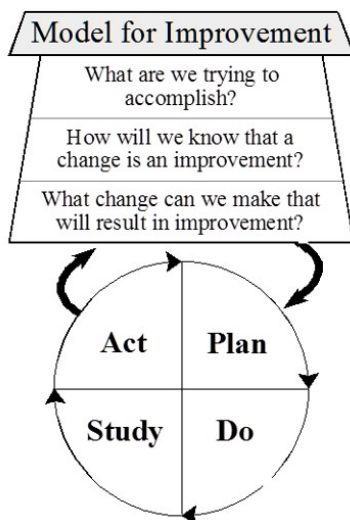 Model for Improvement
What are we trying to
accomplish?
How will we know that a
change is an improvement?
What change can we make that
will result in improvement?
Act
Plan
Study
Do